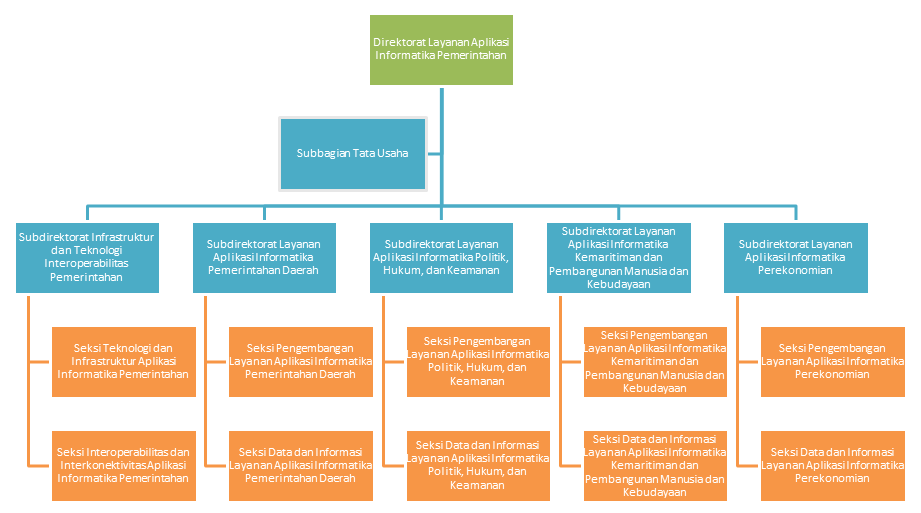 Direktorat Layanan Aplikasi
Informatika Pemerintahan
Subbagian Tata Usaha
Subdirektorat Infrastruktur
dan Teknologi
Interoperabilitas
Pemerintahan
Subdirektorat Layanan
Aplikasi Informatika
Pemerintahan Daerah
Subdirektorat Layanan
Aplikasi Informatika Politik,
Hukum, dan Keamanan
Subdirektorat Layanan
Aplikasi Informatika
Kemaritiman dan
Pembangunan Manusia dan
Kebudayaan
Subdirektorat Layanan
Aplikasi Informatika
Perekonomian
Seksi Teknologi dan
Infrastruktur Aplikasi
Informatika Pemerintahan
Seksi Pengembangan
Layanan Aplikasi Informatika
Pemerintahan Daerah
Seksi Pengembangan
Layanan Aplikasi Informatika
Politik, Hukum, dan
Keamanan
Seksi Pengembangan
Layanan Aplikasi Informatika
Kemaritiman dan
Pembangunan Manusia dan
Kebudayaan
Seksi Pengembangan
Layanan Aplikasi Informatika
Perekonomian
Seksi Interoperabilitas dan
Interkonektivitas Aplikasi
Informatika Pemerintahan
Seksi Data dan Informasi
Layanan Aplikasi Informatika
Pemerintahan Daerah
Seksi Data dan Informasi
Layanan Aplikasi Informatika
Politik, Hukum, dan
Keamanan
Seksi Data dan Informasi
Layanan Aplikasi Informatika
Kemaritiman dan
Pembangunan Manusia dan
Kebudayaan
Seksi Data dan Informasi
Layanan Aplikasi Informatika
Perekonomian